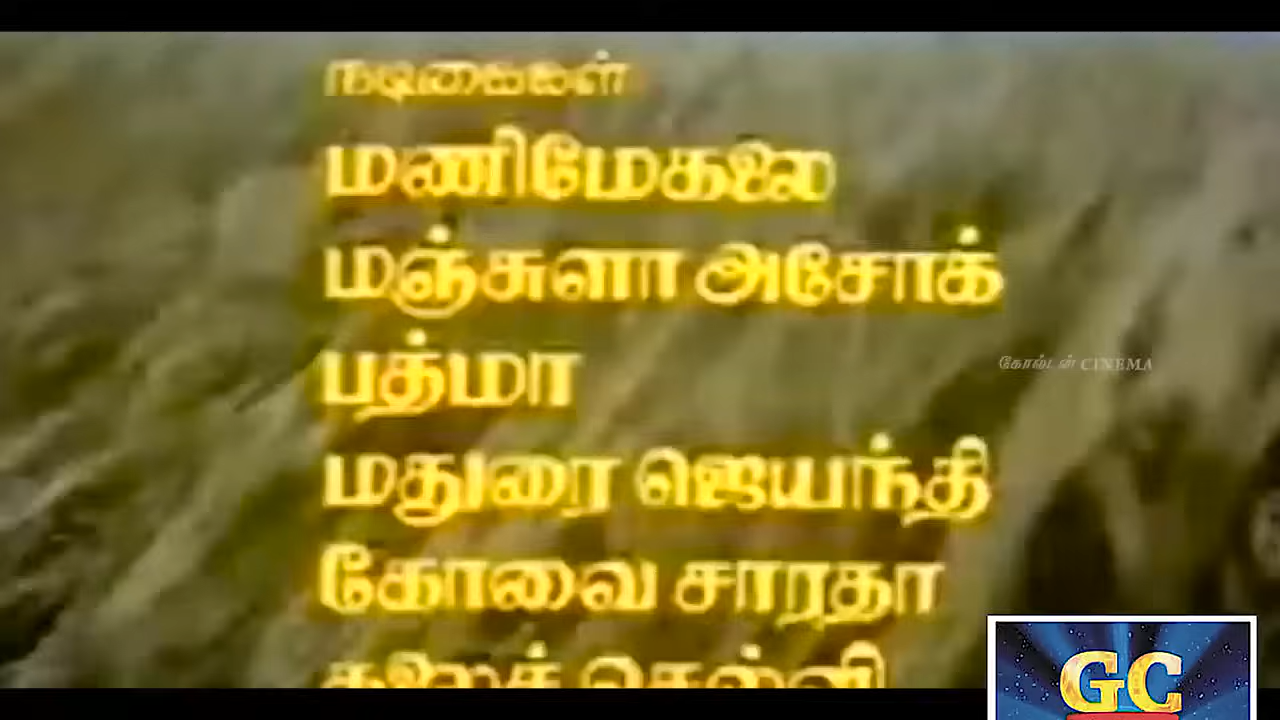 நடிகைகள்
மணிமேகலை
மஞ்சுளா அசோக்
பத்மா
மதுரை ஜெயந்தி
கோல்டன் CINEMA
கோவை சாரதா
GC